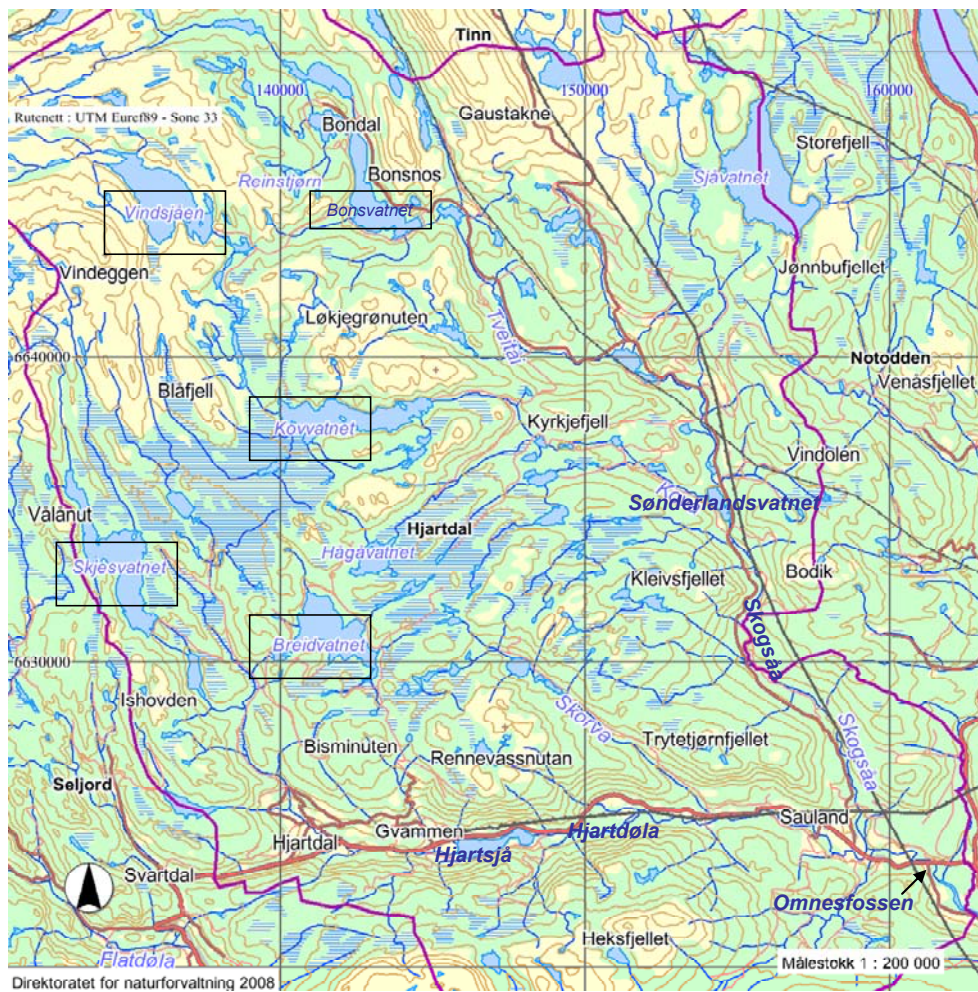 Tinn
140000
150000
160000
Rutenett : UTM Euref89 - Sone 33
Bondal
Gaustakne
Storefjell
Bonsnos
Reinstjørn
Sjåvatnet
Vindsjåen
Bonsvatnet
Vindeggen
Jønnbufjellet
Løkjegrønuten
Tveitåi
6640000
Notodden
Blåfjell
Venåsfjellet
Kovvatnet
Kyrkjefjell
Vindolen
Sønderlandsvatnet
Vålanut
Hjartdal
Hågåvatnet
Skjesvatnet
Kleivsfjellet
Bodik
Skogsåa
Breidvatnet
6630000
Ishovden
Skorva
Skogsåa
Bisminuten
Trytetjørnfjellet
Rennevassnutan
Seljord
Sauland
Gvammen
Hjartdøla
Hjartdal
Hjartsjå
Svartdal
Omnesfossen
Heksfjellet
Flatdøla
Målestokk 1 : 200 000
Direktoratet for naturforvaltning 2008